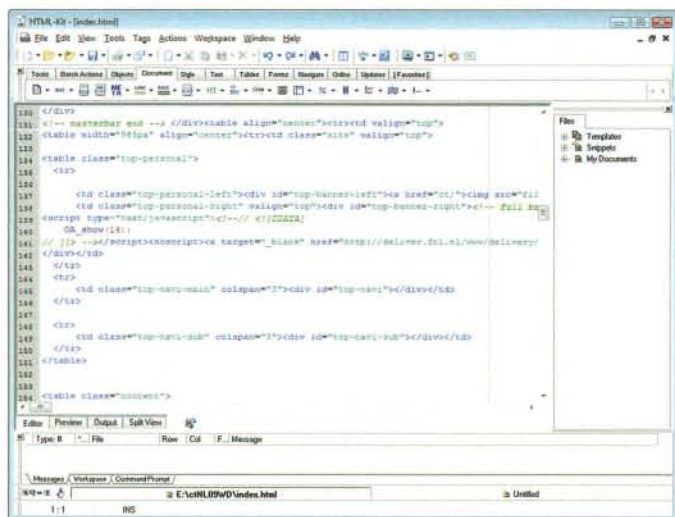 HTML-Kit - [index.html]
File Edit View Tools Tags Actions Workspace Window Help
Tools Batch Actions Objects Document Style Text Tables Forms Navigate Online Updates [Favorites]
130 </div>
131 <!-- masterbar end --> </div><table align="center"><tr><td valign="top">
132 <table width="985px" align="center"><tr><td class="site" valign="top">
133
134 <table class="top-personal">
135 <tr>
136
137 <td class="top-personal-left"><div id="top-banner-left"><a href="ct/"><img src="fil
138 <td class="top-personal-right" valign="top"><div id="top-banner-right"><!-- full ba
139 <script type="text/javascript"><!--// <![CDATA[
140 OA_show(14);
141 // ]]> --></script><noscript><a target="_blank" href="http://deliver.fnl.nl/www/delivery/
142 </div></td>
143 </tr>
144 <tr>
145 <td class="top-navi-main" colspan="2"><div id="top-navi"></div></td>
146 </tr>
147
148 <tr>
149 <td class="top-navi-sub" colspan="3"><div id="top-navi-sub"></div></td>
150 </tr>
151 </table>
152
153
154 <table class="content">
Files
Templates
Snippets
My Documents
Editor Preview Output Split View
Type # *... File Row Col F... Message
Messages Workspace Command Prompt
E:\ctNL09WD\index.html Untitled
1:1 INS